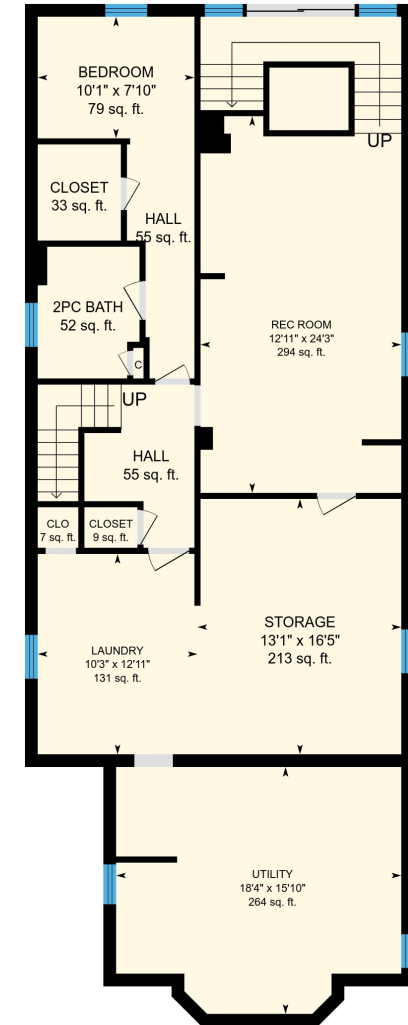 BEDROOM
10'1" x 7'10"
79 sq. ft.
UP
CLOSET
33 sq. ft.
HALL
55 sq. ft.
2PC BATH
52 sq. ft.
C
REC ROOM
12'11" x 24'3"
294 sq. ft.
UP
HALL
55 sq. ft.
CLO
7 sq. ft.
CLOSET
9 sq. ft.
STORAGE
13'1" x 16'5"
213 sq. ft.
LAUNDRY
10'3" x 12'11"
131 sq. ft.
UTILITY
18'4" x 15'10"
264 sq. ft.